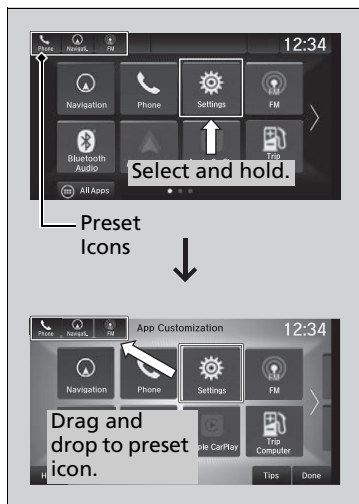 Phone Navigati.. FM 12:34
Navigation Phone Settings FM
Bluetooth
Audio
Trip
Select and hold.
All Apps
Preset
Icons
Phone Navigati.. FM App Customization 12:34
Navigation Phone Settings FM
Drag and
drop to preset
icon.
ple CarPlay
Trip
Computer
H Tips Done